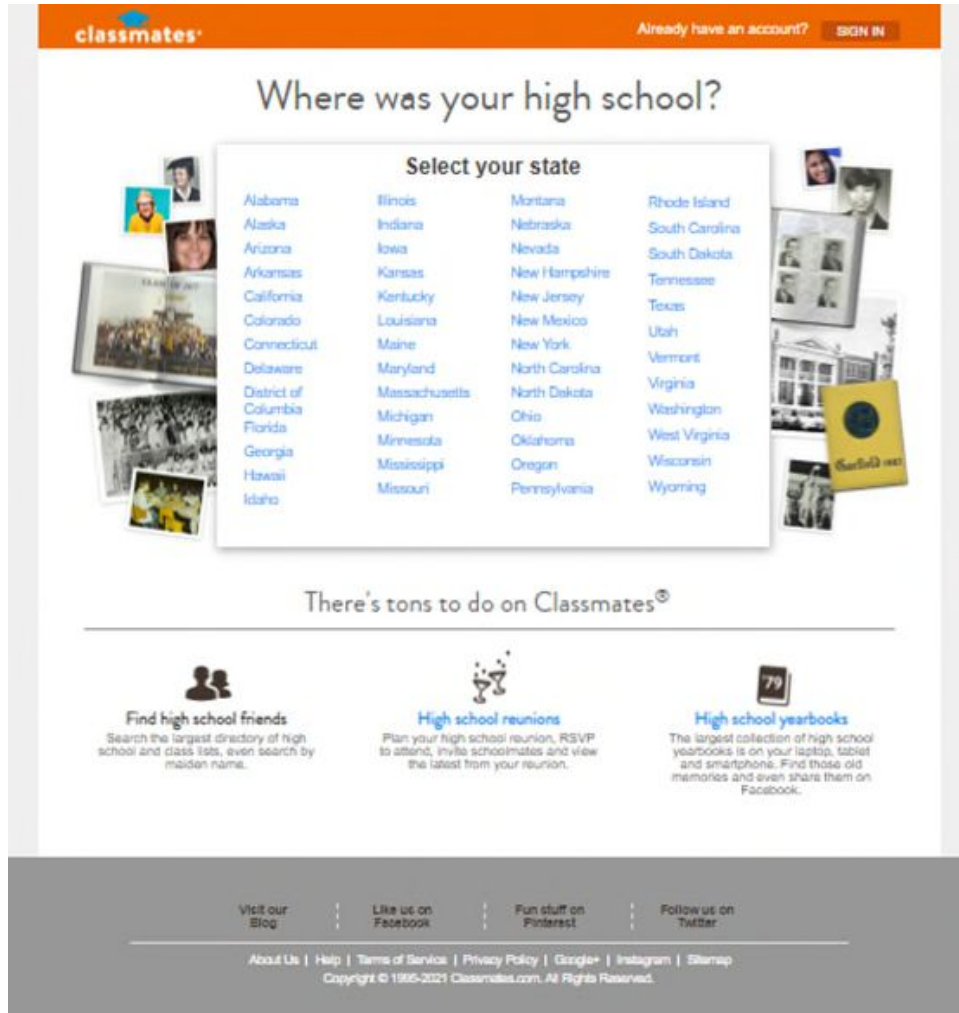 classmates
Already have an account? SIGN IN
Where was your high school?
Select your state
Alabama
Alaska
Arizona
Arkansas
California
Colorado
Connecticut
Delaware
District of
Columbia
Florida
Georgia
Hawaii
Idaho
Illinois
Indiana
Iowa
Kansas
Kentucky
Louisiana
Maine
Maryland
Massachusetts
Michigan
Minnesota
Mississippi
Missouri
Montana
Nebraska
Nevada
New Hampshire
New Jersey
New Mexico
New York
North Carolina
North Dakota
Ohio
Oklahoma
Oregon
Pennsylvania
Rhode Island
South Carolina
South Dakota
Tennessee
Texas
Utah
Vermont
Virginia
Washington
West Virginia
Wisconsin
Wyoming
Garfield
There's tons to do on Classmates®
Find high school friends
Search the largest directory of high
school and class lists, even search by
maiden name.
High school reunions
Plan your high school reunion, RSVP
to attend, invite schoolmates and view
the latest from your reunion.
'79
High school yearbooks
The largest collection of high school
yearbooks is on your laptop, tablet
and smartphone. Find those old
memories and even share them on
Facebook.
Visit our
Blog
Like us on
Facebook
Fun stuff on
Pinterest
Follow us on
Twitter
About Us | Help | Terms of Service | Privacy Policy | Google+ | Instagram | Sitemap
Copyright © 1995-2021 Classmates.com. All Rights Reserved.